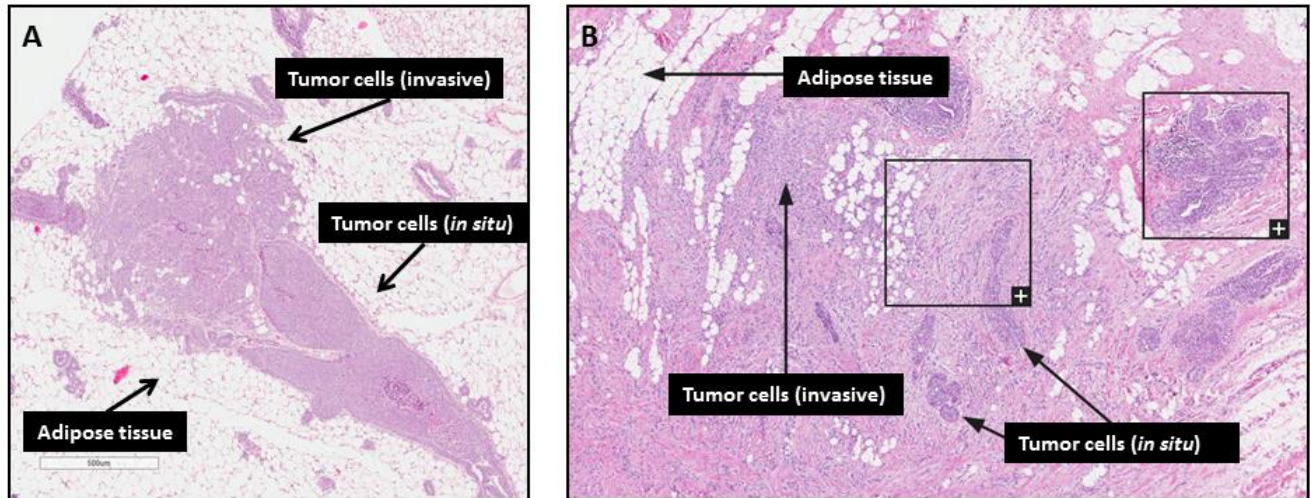 A
Tumor cells (invasive)
Tumor cells (in situ)
Adipose tissue
500um
B
Adipose tissue
+
+
Tumor cells (invasive)
Tumor cells (in situ)